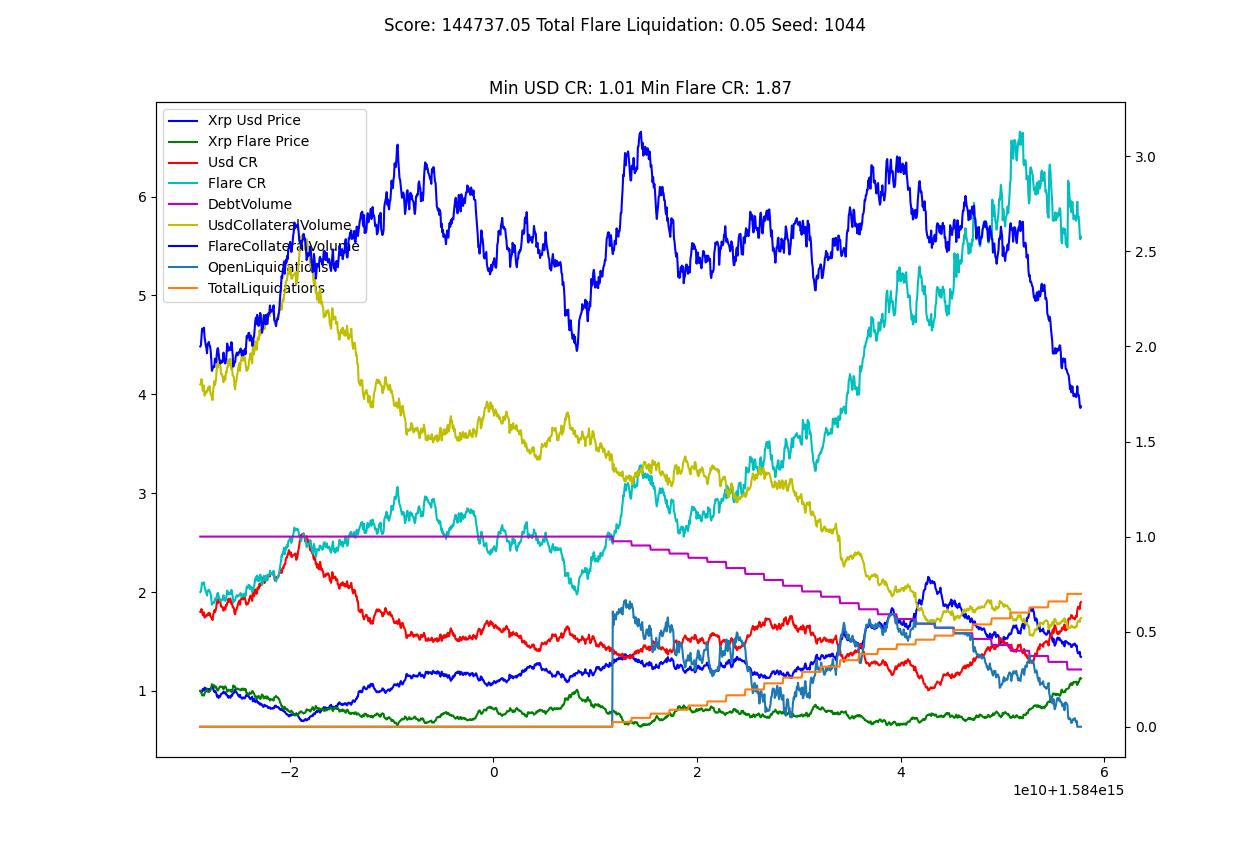 Score: 144737.05 Total Flare Liquidation: 0.05 Seed: 1044
Min USD CR: 1.01 Min Flare CR: 1.87
Xrp Usd Price
Xrp Flare Price
Usd CR
Flare CR
DebtVolume
UsdCollateralVolume
FlareCollateralVolume
OpenLiquidations
TotalLiquidations
6
5
4
3
2
1
3.0
2.5
2.0
1.5
1.0
0.5
0.0
−2
0
2
4
6
1e10+1.584e15